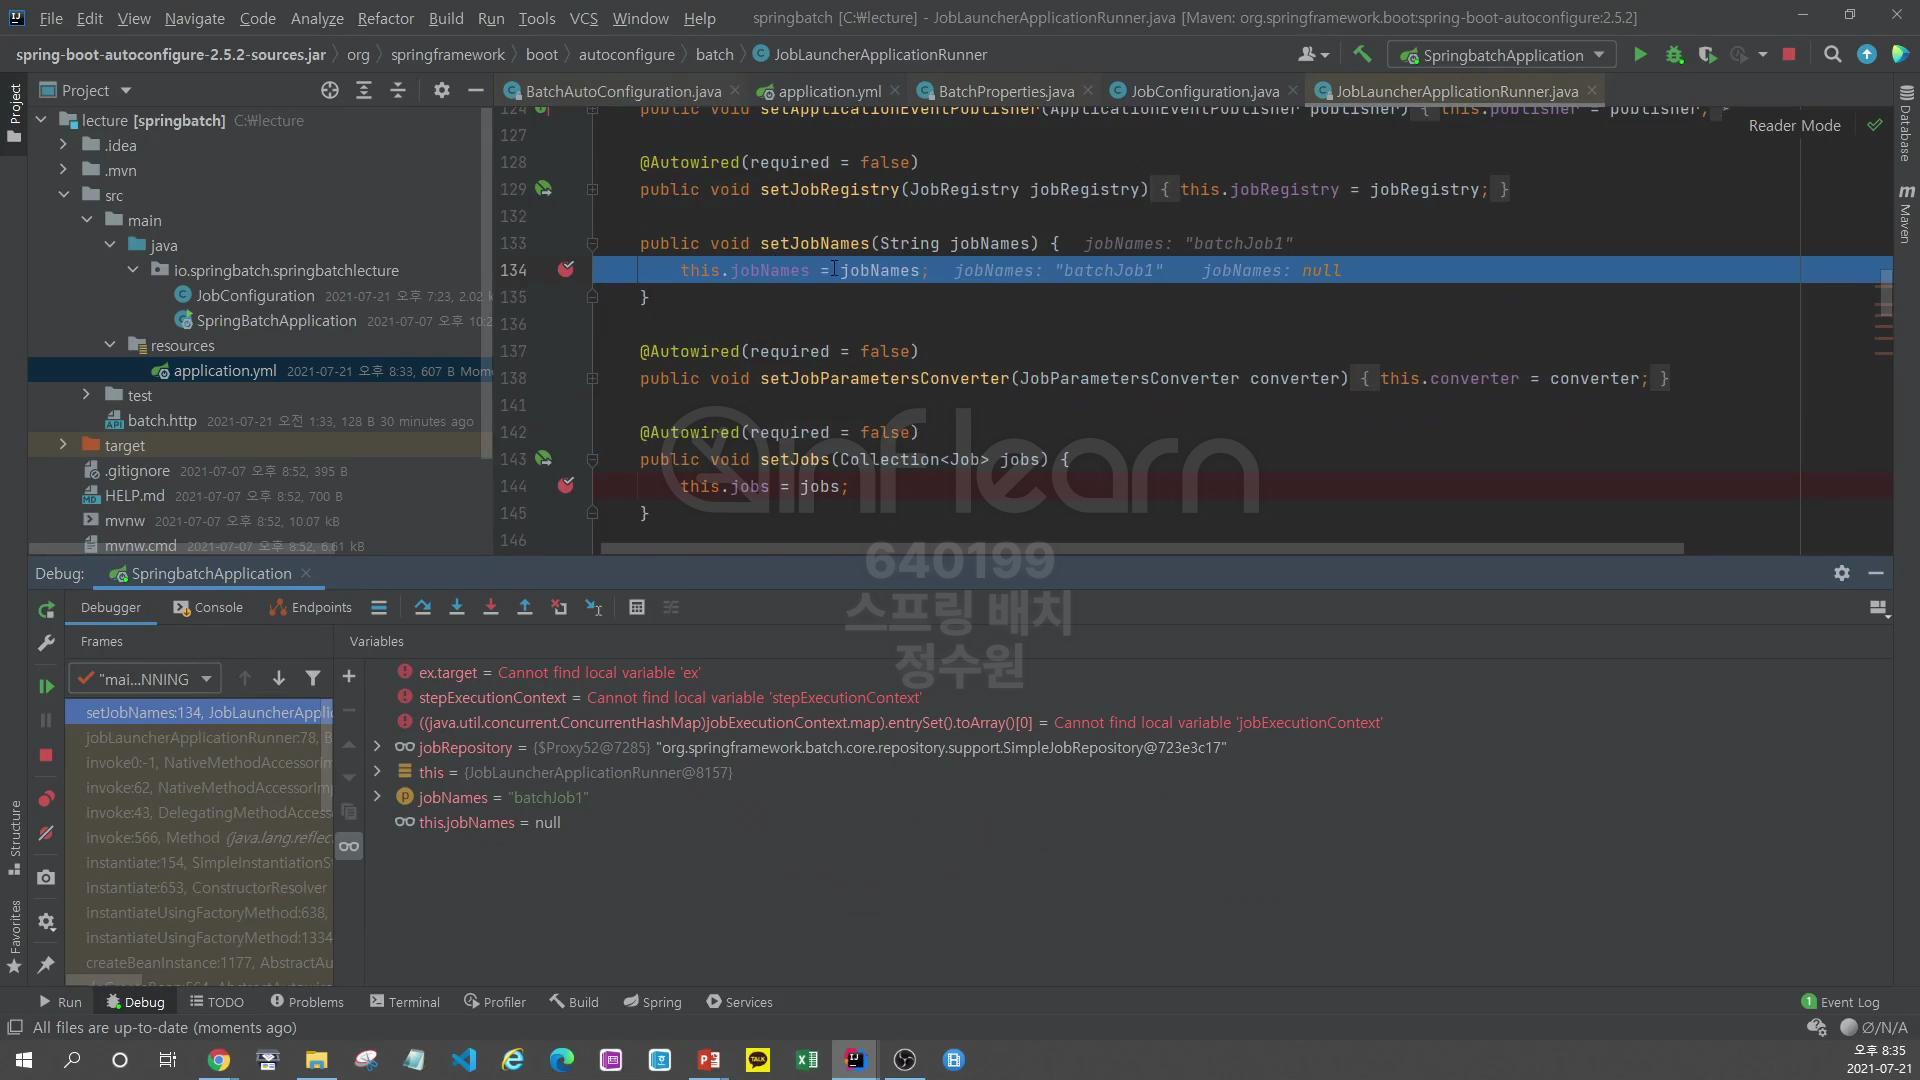 File Edit View Navigate Code Analyze Refactor Build Run Tools VCS Window Help springbatch [C:\lecture] - JobLauncherApplicationRunner.java [Maven: org.springframework.boot:spring-boot-autoconfigure:2.5.2]
spring-boot-autoconfigure-2.5.2-sources.jar org springframework boot autoconfigure batch JobLauncherApplicationRunner SpringbatchApplication
Project BatchAutoConfiguration.java application.yml BatchProperties.java JobConfiguration.java JobLauncherApplicationRunner.java
Project
Database
Maven
Structure
Favorites
lecture [springbatch] C:\lecture
.idea
.mvn
src
main
java
io.springbatch.springbatchlecture
JobConfiguration 2021-07-21 오후 7:23, 2.02 k
SpringBatchApplication 2021-07-07 오후 10:2
resources
application.yml 2021-07-21 오후 8:33, 607 B Mom
test
batch.http 2021-07-21 오전 1:33, 128 B 30 minutes ago
target
.gitignore 2021-07-07 오후 8:52, 395 B
HELP.md 2021-07-07 오후 8:52, 700 B
mvnw 2021-07-07 오후 8:52, 10.07 kB
mvnw.cmd 2021-07-07 오후 8:52, 6.61 kB
Reader Mode
124 public void setApplicationEventPublisher(ApplicationEventPublisher publisher) { this.publisher = publisher;
127
128 @Autowired(required = false)
129 public void setJobRegistry(JobRegistry jobRegistry) { this.jobRegistry = jobRegistry; }
132
133 public void setJobNames(String jobNames) { jobNames: "batchJob1"
134 this.jobNames = jobNames; jobNames: "batchJob1" jobNames: null
135 }
136
137 @Autowired(required = false)
138 public void setJobParametersConverter(JobParametersConverter converter) { this.converter = converter; }
141
142 @Autowired(required = false)
143 public void setJobs(Collection<Job> jobs) {
144 this.jobs = jobs;
145 }
146
inflearn
640199
스프링 배치
정수원
Debug: SpringbatchApplication
Debugger Console Endpoints
Frames Variables
"mai...NNING
setJobNames:134, JobLauncherAppli
jobLauncherApplicationRunner:78, B
invoke0:-1, NativeMethodAccessorIm
invoke:62, NativeMethodAccessorImp
invoke:43, DelegatingMethodAccess
invoke:566, Method (java.lang.reflec
instantiate:154, SimpleInstantiationS
instantiate:653, ConstructorResolver
instantiateUsingFactoryMethod:638,
instantiateUsingFactoryMethod:1334
createBeanInstance:1177, AbstractAu
ex.target = Cannot find local variable 'ex'
stepExecutionContext = Cannot find local variable 'stepExecutionContext'
((java.util.concurrent.ConcurrentHashMap)jobExecutionContext.map).entrySet().toArray()[0] = Cannot find local variable 'jobExecutionContext'
jobRepository = {$Proxy52@7285} "org.springframework.batch.core.repository.support.SimpleJobRepository@723e3c17"
this = {JobLauncherApplicationRunner@8157}
jobNames = "batchJob1"
this.jobNames = null
Run Debug TODO Problems Terminal Profiler Build Spring Services 1 Event Log
All files are up-to-date (moments ago) Ø/N/A
오후 8:35
2021-07-21